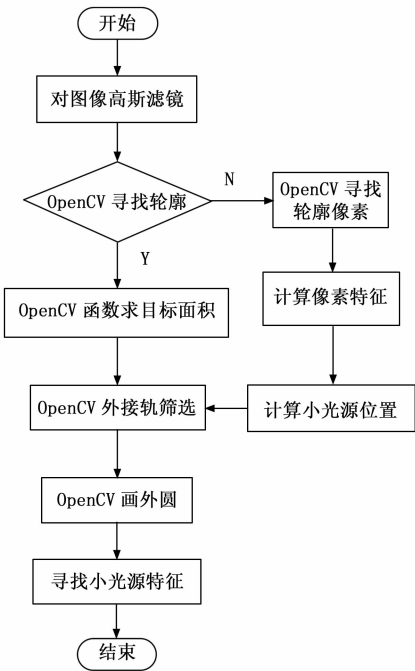 开始
对图像高斯滤镜
OpenCV 寻找轮廓
N
OpenCV 寻找
轮廓像素
Y
OpenCV 函数求目标面积
计算像素特征
OpenCV 外接轨筛选
计算小光源位置
OpenCV 画外圆
寻找小光源特征
结束